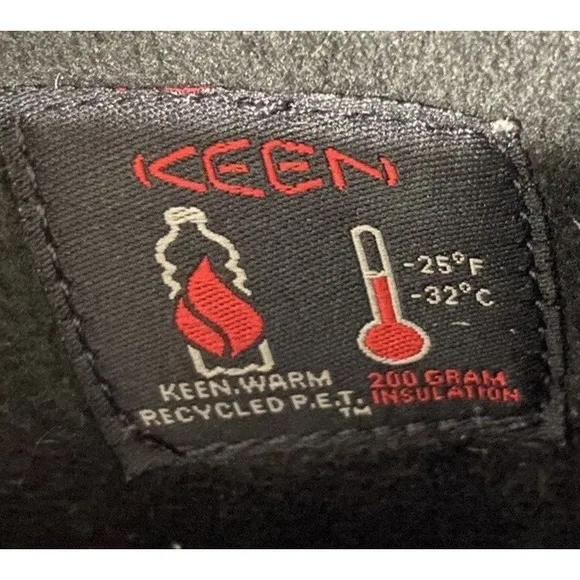 KEEN
-25°F
-32°C
KEEN.WARM
RECYCLED P.E.T.™
200 GRAM
INSULATION